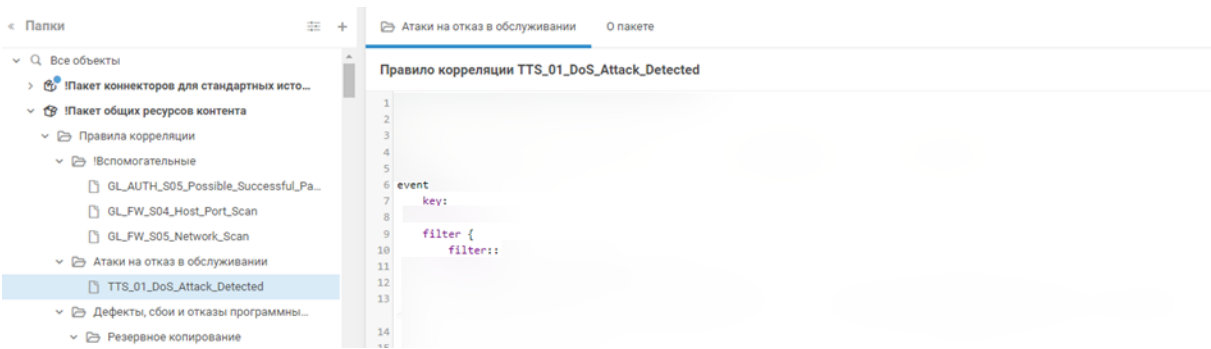 « Папки
Все объекты
!Пакет коннекторов для стандартных исто...
!Пакет общих ресурсов контента
Правила корреляции
!Вспомогательные
GL_AUTH_S05_Possible_Successful_Pa...
GL_FW_S04_Host_Port_Scan
GL_FW_S05_Network_Scan
Атаки на отказ в обслуживании
TTS_01_DoS_Attack_Detected
Дефекты, сбои и отказы программны...
Резервное копирование
Атаки на отказ в обслуживании О пакете
Правило корреляции TTS_01_DoS_Attack_Detected
1
2
3
4
5
6 event
7 key:
8
9 filter {
10 filter::
11
12
13
14
15